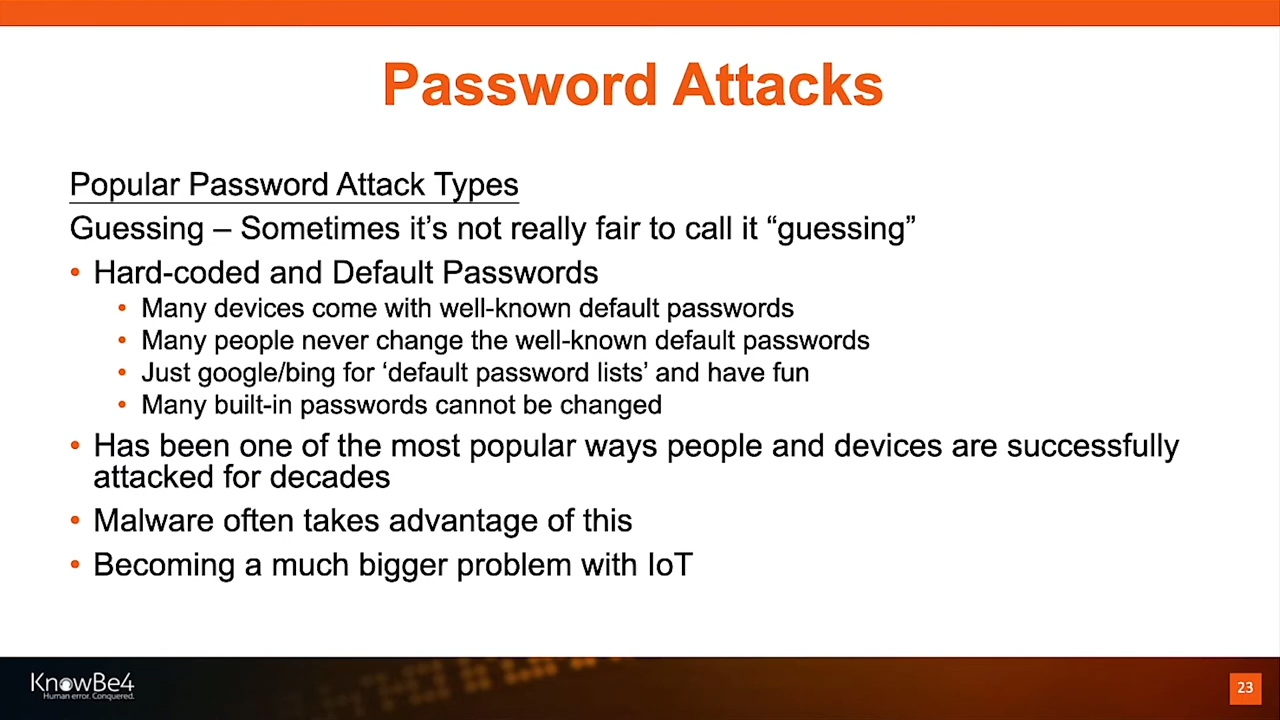 Password Attacks
Popular Password Attack Types
Guessing – Sometimes it’s not really fair to call it “guessing”
• Hard-coded and Default Passwords
• Many devices come with well-known default passwords
• Many people never change the well-known default passwords
• Just google/bing for ‘default password lists’ and have fun
• Many built-in passwords cannot be changed
• Has been one of the most popular ways people and devices are successfully
attacked for decades
• Malware often takes advantage of this
• Becoming a much bigger problem with IoT
KnowBe4
Human error. Conquered.
23